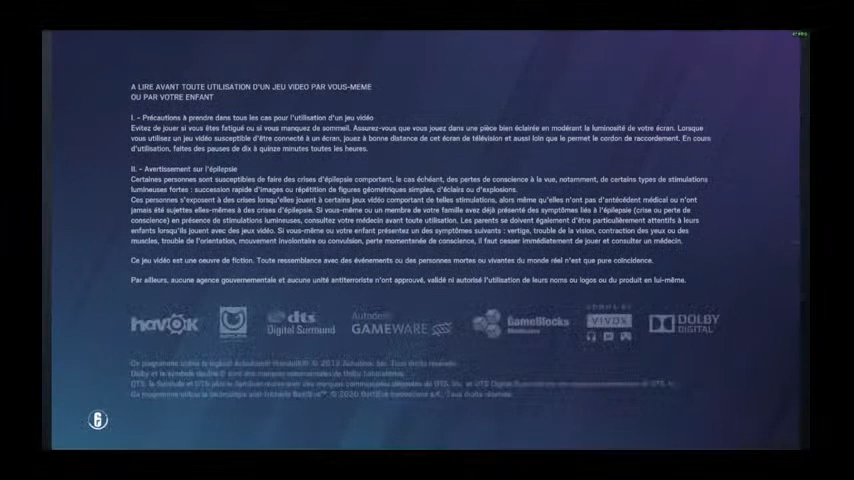 A LIRE AVANT TOUTE UTILISATION D'UN JEU VIDEO PAR VOUS-MEME
OU PAR VOTRE ENFANT
I. - Précautions à prendre dans tous les cas pour l'utilisation d'un jeu vidéo
Evitez de jouer si vous êtes fatigué ou si vous manquez de sommeil. Assurez-vous que vous jouez dans une pièce bien éclairée en modérant la luminosité de votre écran. Lorsque
vous utilisez un jeu vidéo susceptible d'être connecté à un écran, jouez à bonne distance de cet écran de télévision et aussi loin que le permet le cordon de raccordement. En cours
d'utilisation, faites des pauses de dix à quinze minutes toutes les heures.
II. - Avertissement sur l'épilepsie
Certaines personnes sont susceptibles de faire des crises d'épilepsie comportant, le cas échéant, des pertes de conscience à la vue, notamment, de certains types de stimulations
lumineuses fortes : succession rapide d'images ou répétition de figures géométriques simples, d'éclairs ou d'explosions.
Ces personnes s'exposent à des crises lorsqu'elles jouent à certains jeux vidéo comportant de telles stimulations, alors même qu'elles n'ont pas d'antécédent médical ou n'ont
jamais été sujettes elles-mêmes à des crises d'épilepsie. Si vous-même ou un membre de votre famille avez déjà présenté des symptômes liés à l'épilepsie (crise ou perte de
conscience) en présence de stimulations lumineuses, consultez votre médecin avant toute utilisation. Les parents se doivent également d'être particulièrement attentifs à leurs
enfants lorsqu'ils jouent avec des jeux vidéo. Si vous-même ou votre enfant présentez un des symptômes suivants : vertige, trouble de la vision, contraction des yeux ou des
muscles, trouble de l'orientation, mouvement involontaire ou convulsion, perte momentanée de conscience, il faut cesser immédiatement de jouer et consulter un médecin.
Ce jeu vidéo est une oeuvre de fiction. Toute ressemblance avec des événements ou des personnes mortes ou vivantes du monde réel n'est que pure coïncidence.
Par ailleurs, aucune agence gouvernementale et aucune unité antiterroriste n'ont approuvé, validé ni autorisé l'utilisation de leurs noms ou logos ou du produit en lui-même.
havok
dts Digital Surround
Autodesk GAMEWARE
GameBlocks
VIVOX
DOLBY DIGITAL